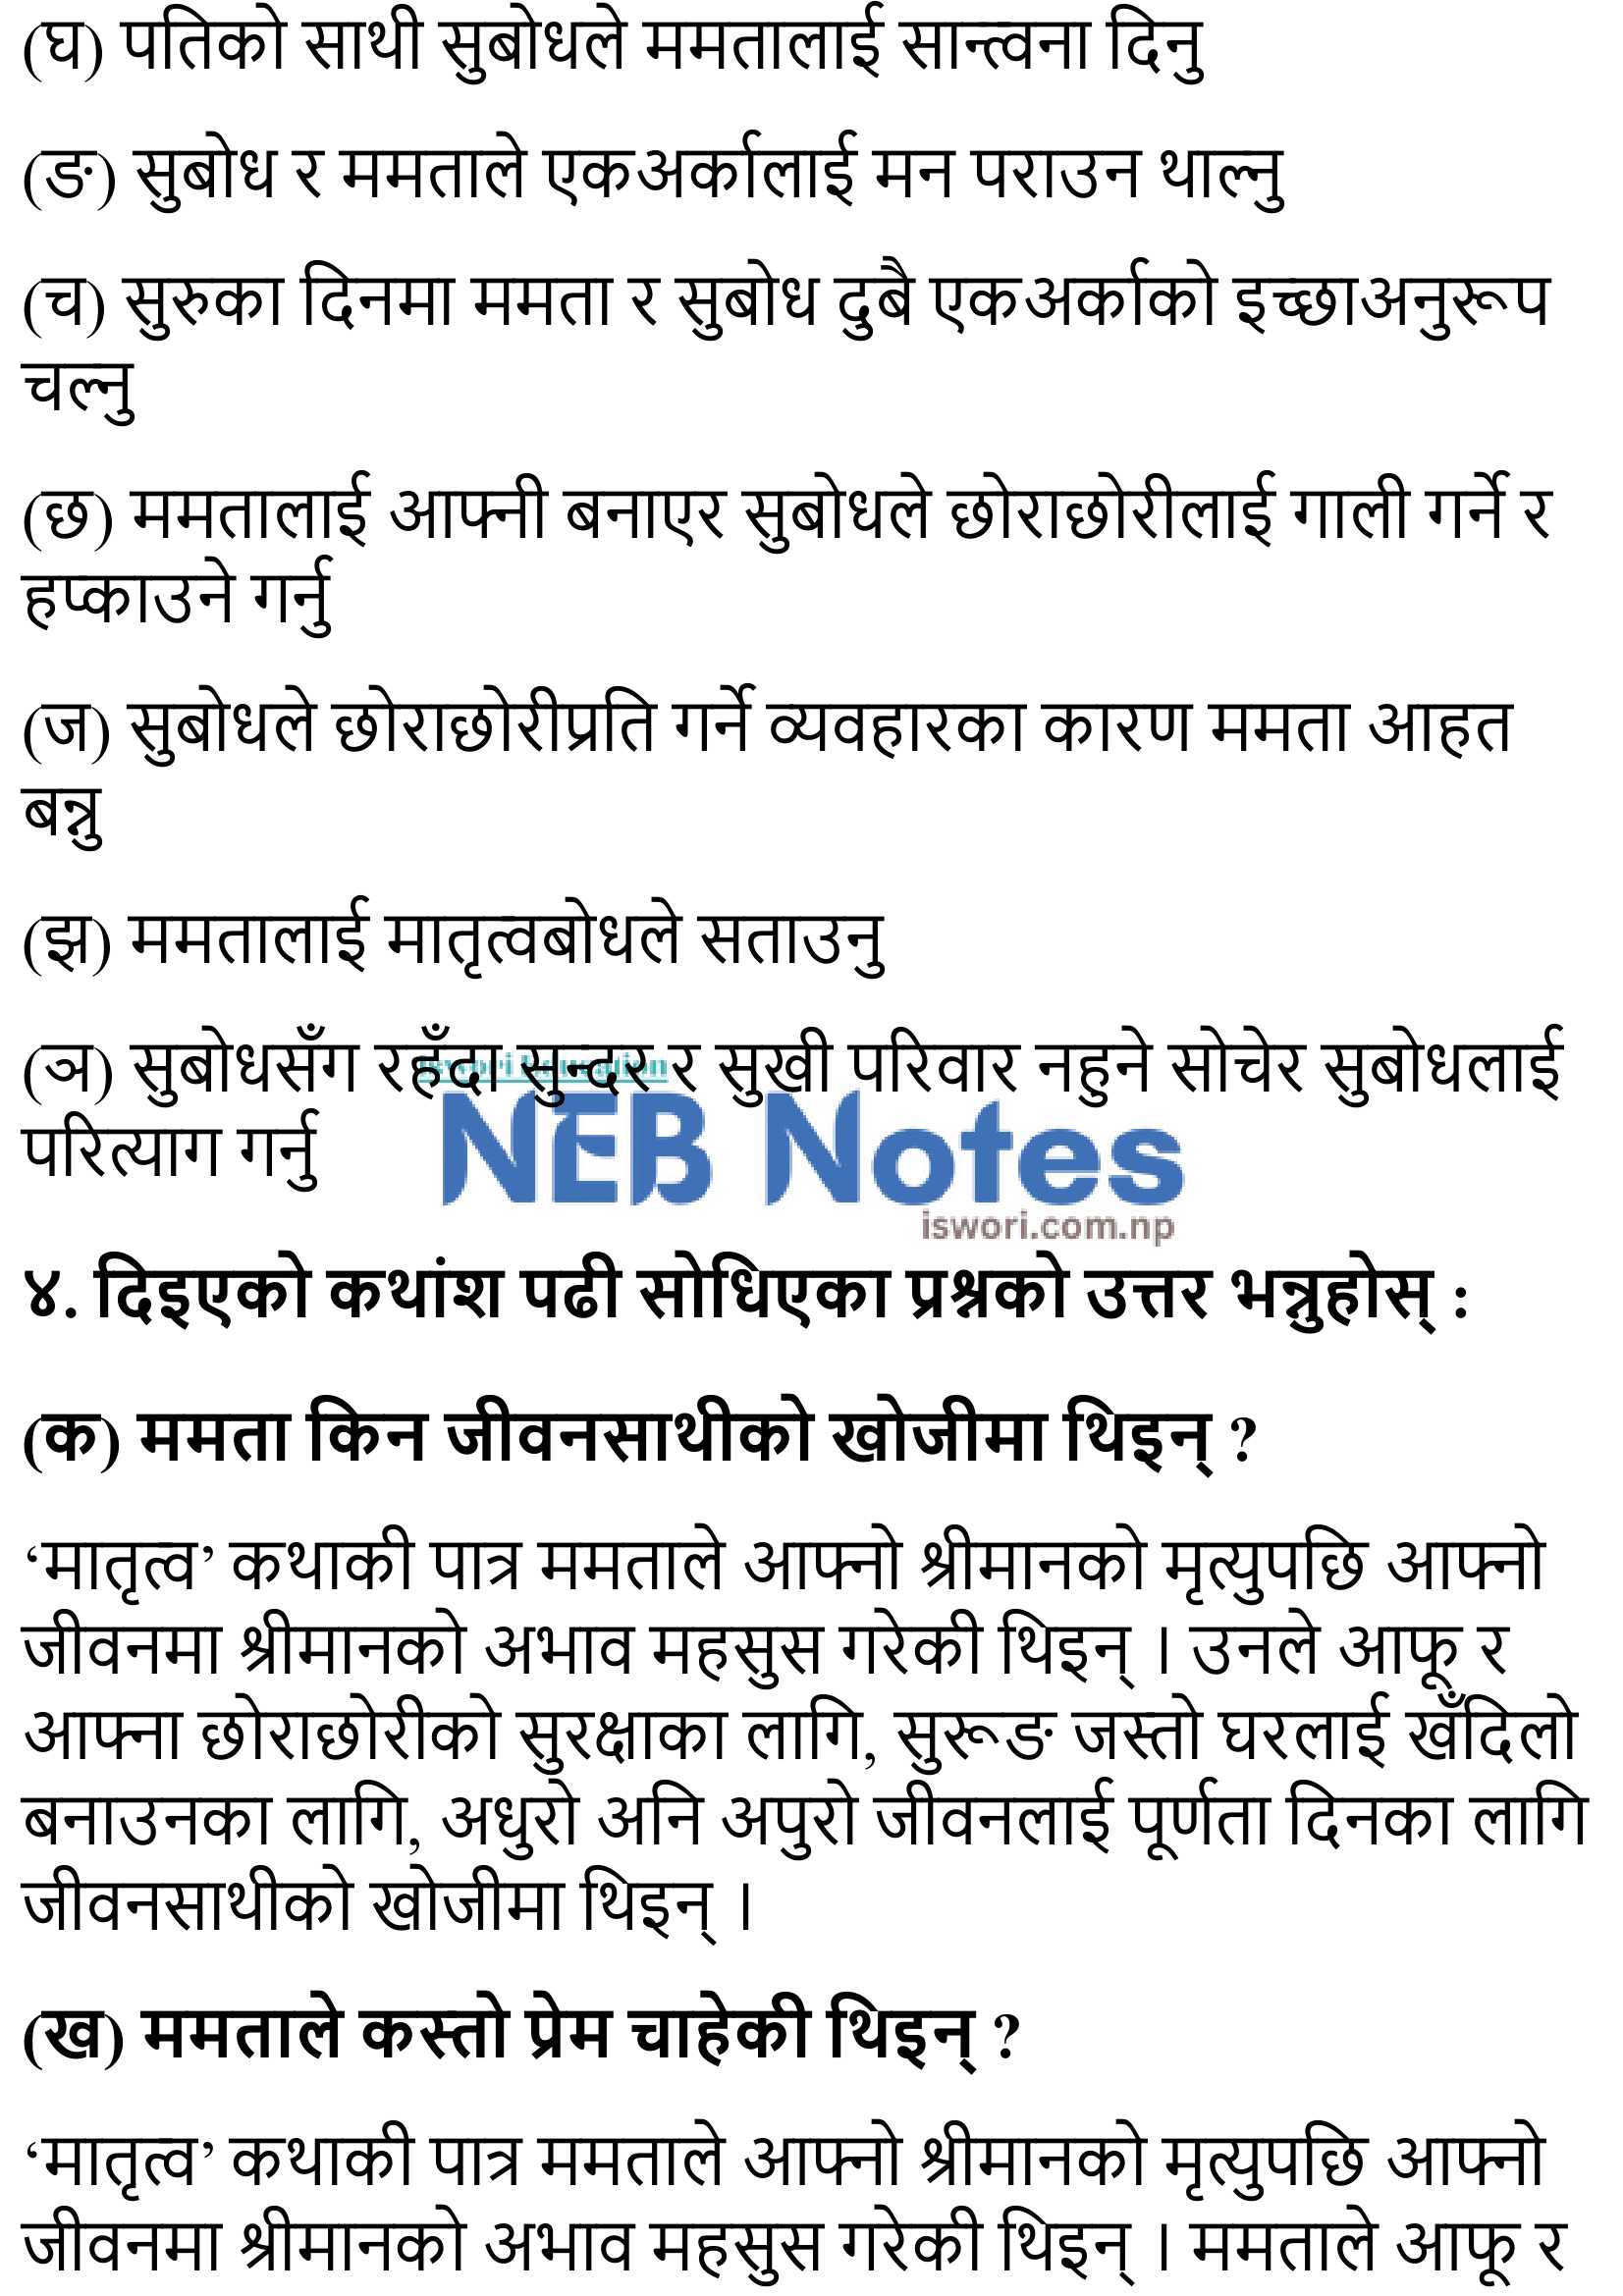 (घ) पतिको साथी सुबोधले ममतालाई सान्त्वना दिनु
(ङ) सुबोध र ममताले एकअर्कालाई मन पराउन थाल्नु
(च) सुरुका दिनमा ममता र सुबोध दुबै एकअर्काको इच्छाअनुरूप
चल्नु
(छ) ममतालाई आफ्नी बनाएर सुबोधले छोराछोरीलाई गाली गर्ने र
हप्काउने गर्नु
(ज) सुबोधले छोराछोरीप्रति गर्ने व्यवहारका कारण ममता आहत
बन्नु
(झ) ममतालाई मातृत्वबोधले सताउनु
(ञ) सुबोधसँग रहँदा सुन्दर र सुखी परिवार नहुने सोचेर सुबोधलाई
Iswori Education
परित्याग गर्नु
NEB Notes
iswori.com.np
४. दिइएको कथांश पढी सोधिएका प्रश्नको उत्तर भन्नुहोस् :
(क) ममता किन जीवनसाथीको खोजीमा थिइन् ?
‘मातृत्व’ कथाकी पात्र ममताले आफ्नो श्रीमानको मृत्युपछि आफ्नो
जीवनमा श्रीमानको अभाव महसुस गरेकी थिइन् । उनले आफू र
आफ्ना छोराछोरीको सुरक्षाका लागि, सुरूङ जस्तो घरलाई खँदिलो
बनाउनका लागि, अधुरो अनि अपुरो जीवनलाई पूर्णता दिनका लागि
जीवनसाथीको खोजीमा थिइन् ।
(ख) ममताले कस्तो प्रेम चाहेकी थिइन् ?
‘मातृत्व’ कथाकी पात्र ममताले आफ्नो श्रीमानको मृत्युपछि आफ्नो
जीवनमा श्रीमानको अभाव महसुस गरेकी थिइन् । ममताले आफू र